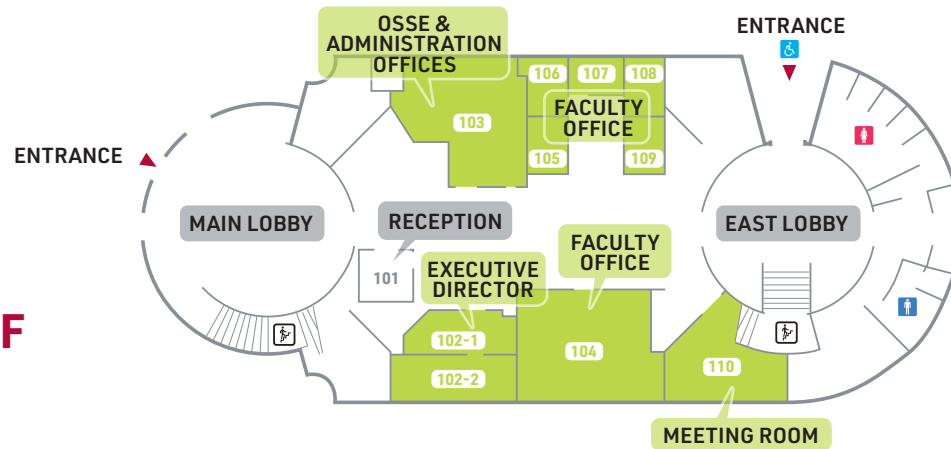 OSSE &
ADMINISTRATION
OFFICES
ENTRANCE
106
107
108
103
FACULTY
OFFICE
105
109
ENTRANCE
MAIN LOBBY
RECEPTION
EAST LOBBY
101
EXECUTIVE
DIRECTOR
FACULTY
OFFICE
F
102-1
104
102-2
110
MEETING ROOM